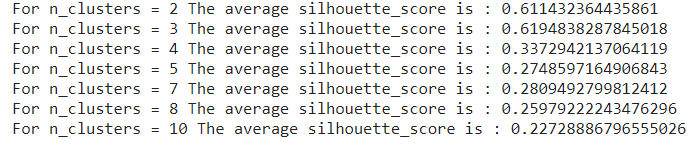 For n_clusters = 2 The average silhouette_score is : 0.611432364435861
For n_clusters = 3 The average silhouette_score is : 0.6194838287845018
For n_clusters = 4 The average silhouette_score is : 0.3372942137064119
For n_clusters = 5 The average silhouette_score is : 0.2748597164906843
For n_clusters = 7 The average silhouette_score is : 0.2809492799812412
For n_clusters = 8 The average silhouette_score is : 0.25979222243476296
For n_clusters = 10 The average silhouette_score is : 0.22728886796555026